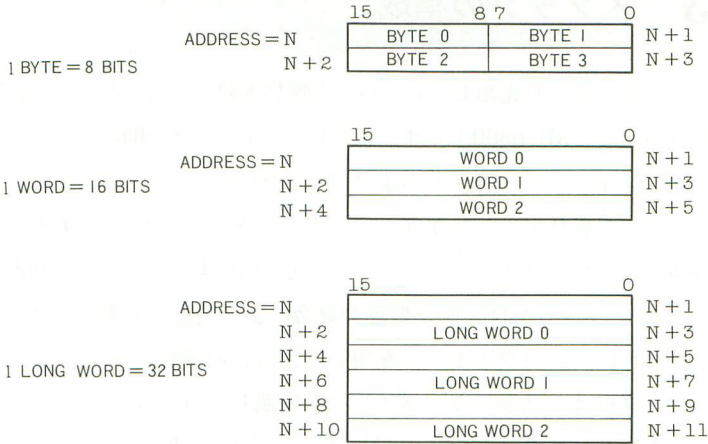 15 8 7 0
ADDRESS = N BYTE 0 BYTE 1 N+1
1 BYTE = 8 BITS N+2 BYTE 2 BYTE 3 N+3
15 0
ADDRESS = N WORD 0 N+1
1 WORD = 16 BITS N+2 WORD 1 N+3
N+4 WORD 2 N+5
15 0
ADDRESS = N N+1
N+2 LONG WORD 0 N+3
N+4 N+5
1 LONG WORD = 32 BITS N+6 LONG WORD 1 N+7
N+8 N+9
N+10 LONG WORD 2 N+11